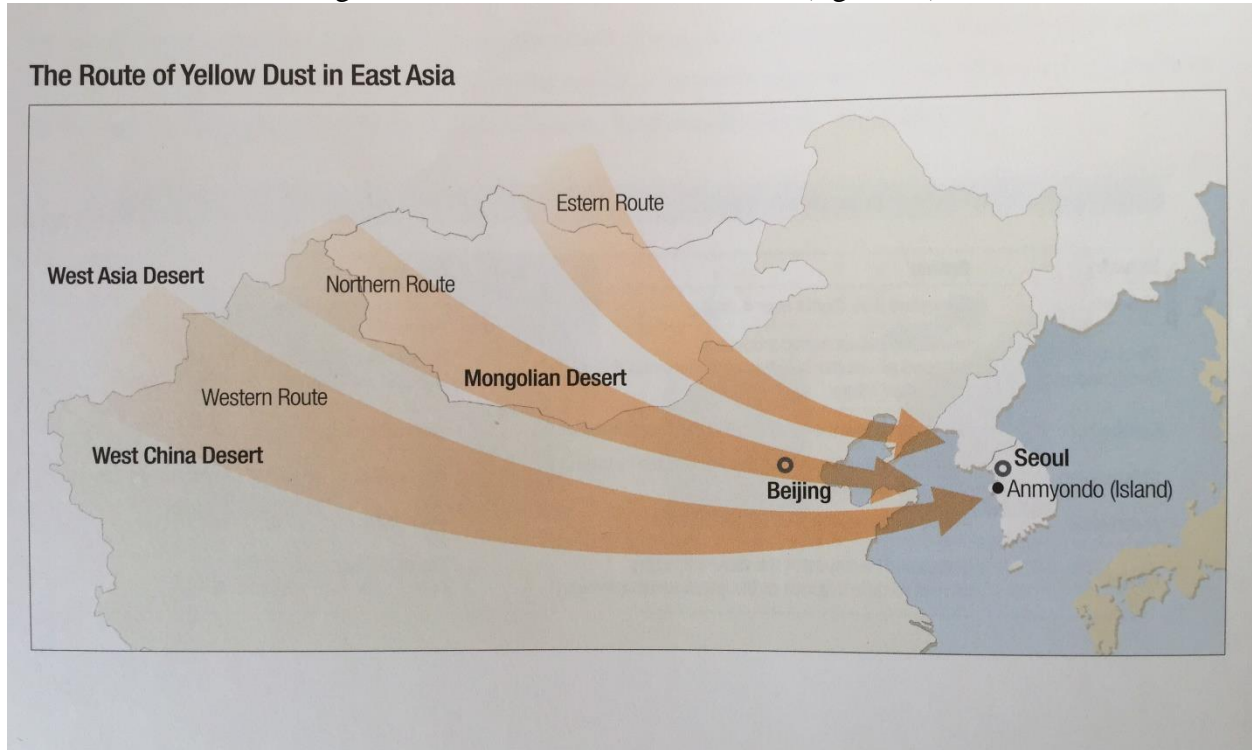 The Route of Yellow Dust in East Asia
Estern Route
West Asia Desert
Northern Route
Mongolian Desert
Western Route
West China Desert
Seoul
Beijing
Anmyondo (Island)